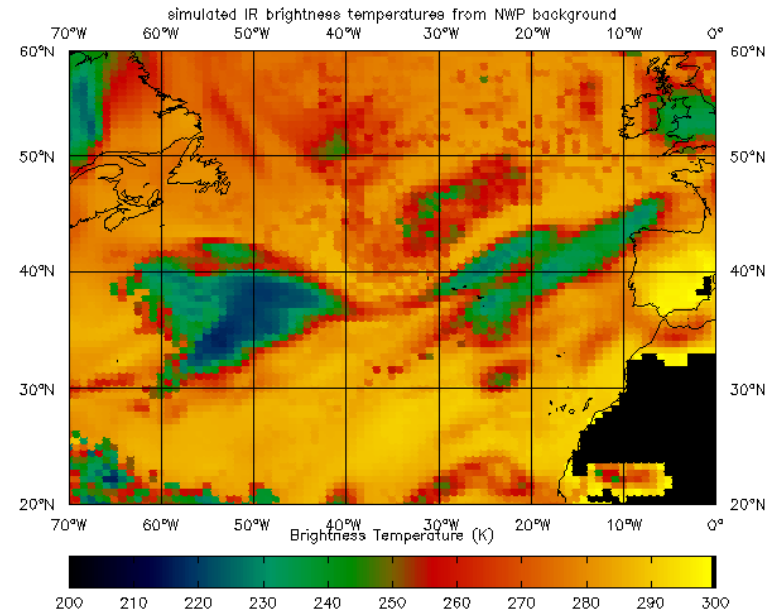 simulated IR brightness temperatures from NWP background
70°W 60°W 50°W 40°W 30°W 20°W 10°W 0°
60°N 60°N
50°N 50°N
40°N 40°N
30°N 30°N
20°N 20°N
70°W 60°W 50°W 40°W 30°W 20°W 10°W 0°
Brightness Temperature (K)
200 210 220 230 240 250 260 270 280 290 300